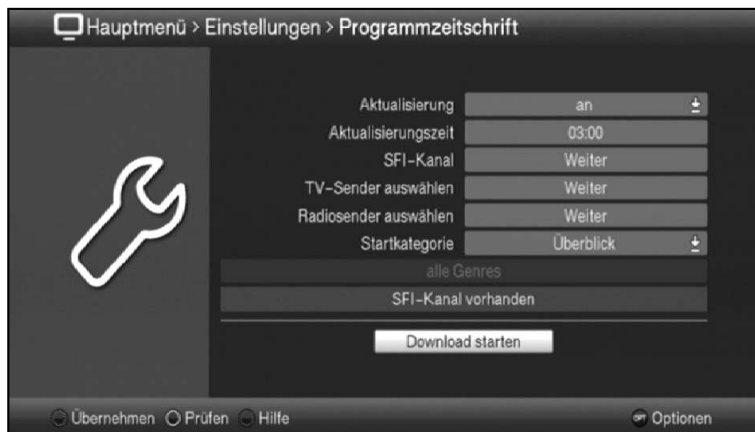 Hauptmenü > Einstellungen > Programmzeitschrift
Aktualisierung an
Aktualisierungszeit 03:00
SFI-Kanal Weiter
TV-Sender auswählen Weiter
Radiosender auswählen Weiter
Startkategorie Überblick
alle Genres
SFI-Kanal vorhanden
Download starten
Übernehmen Prüfen Hilfe OPT Optionen